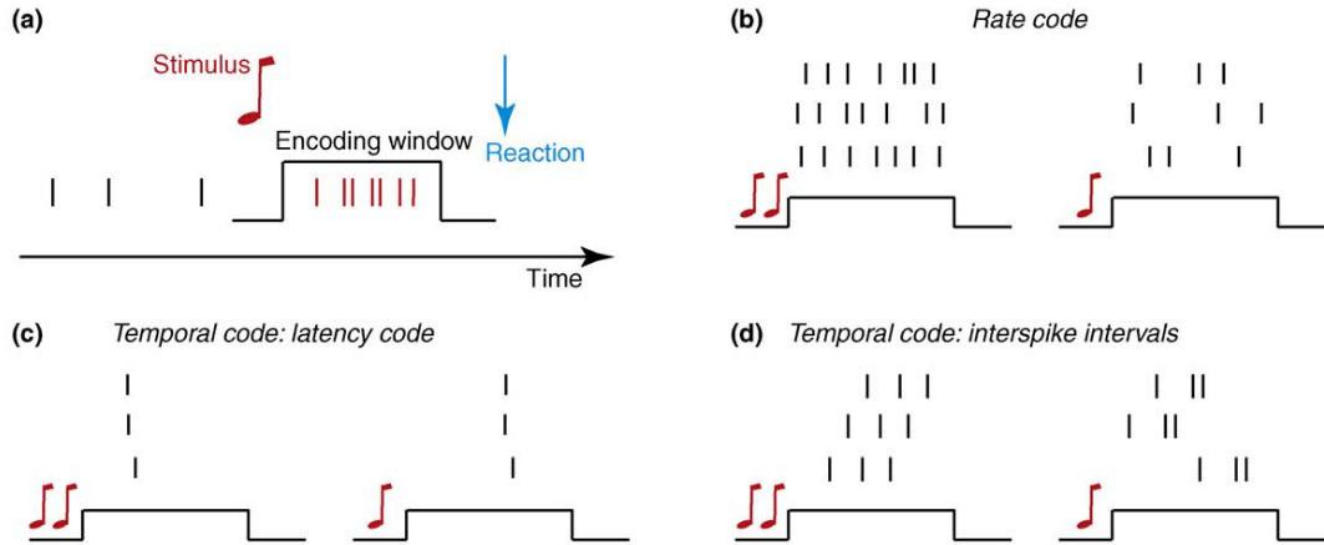 (a)
Stimulus
Encoding window
Reaction
Time
(b) Rate code
(c) Temporal code: latency code
(d) Temporal code: interspike intervals